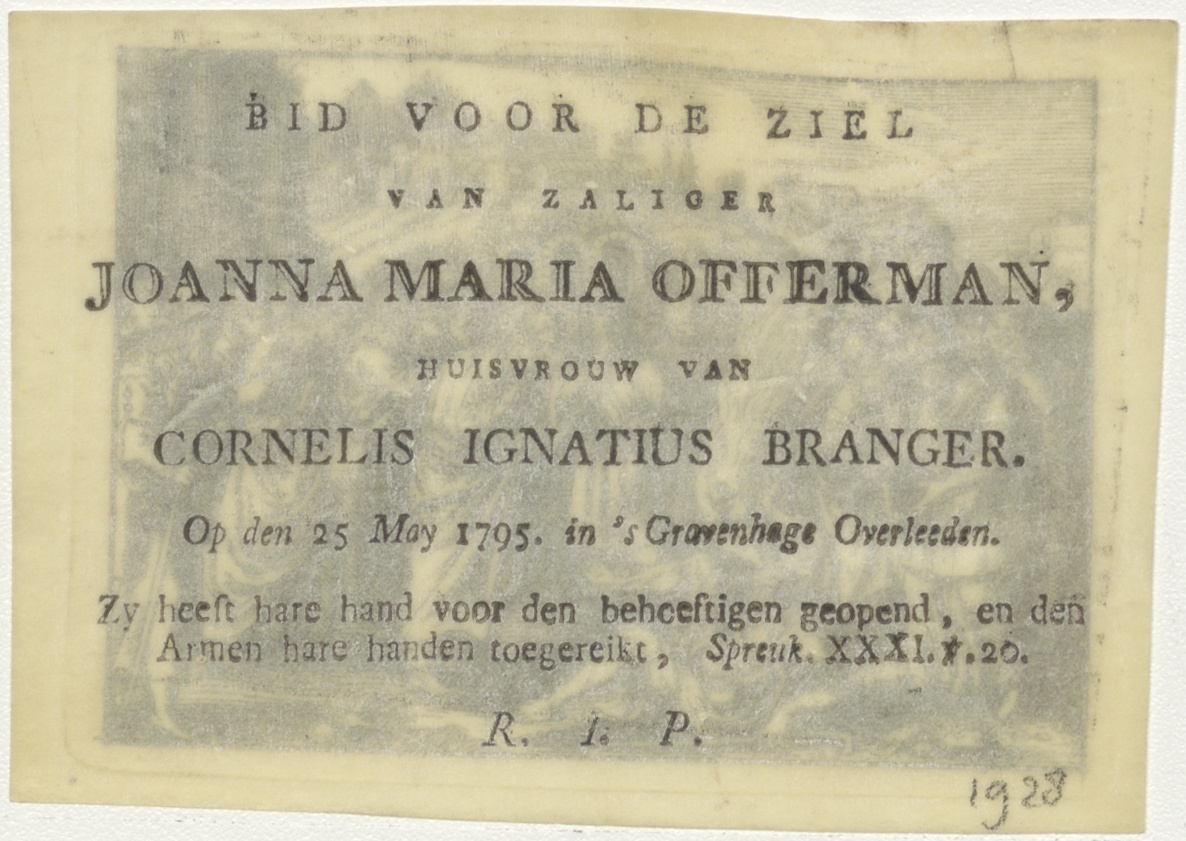 BID VOOR DE ZIEL
VAN ZALIGER
JOANNA MARIA OFFERMAN,
HUISVROUW VAN
CORNELIS IGNATIUS BRANGER.
Op den 25 May 1795. in 's Gravenhage Overleeden.
Zy heeft hare hand voor den behoeftigen geopend, en den
Armen hare handen toegereikt, Spreuk. XXXI. ℣. 20.
R. I. P.
1928